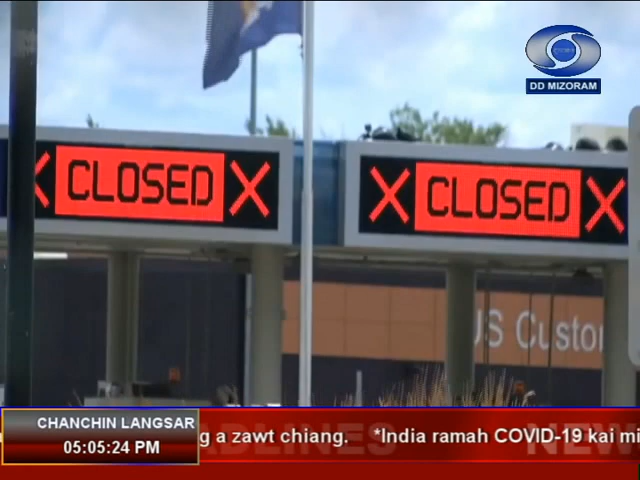 DD MIZORAM
CLOSED
CLOSED
US Custo
CHANCHIN LANGSAR
05:05:24 PM
g a zawt chiang. *India ramah COVID-19 kai mi